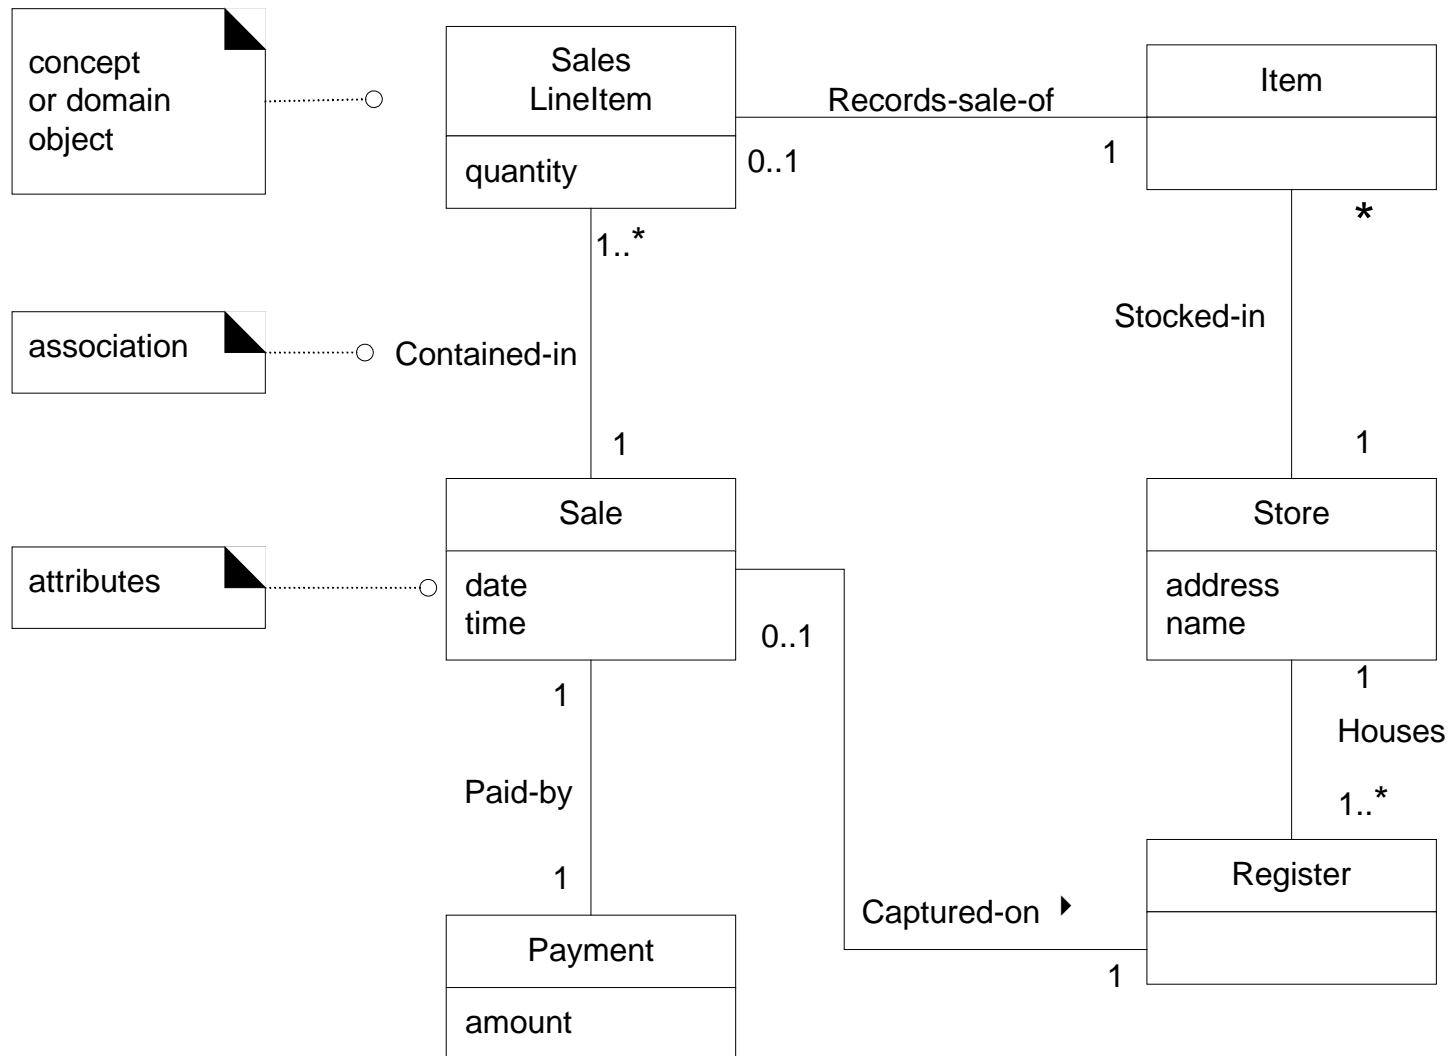 concept
or domain
object
Sales
LineItem
quantity
Records-sale-of
0..1
1
Item
*
1..*
Stocked-in
association
Contained-in
1
1
Sale
date
time
Store
address
name
attributes
0..1
1
1
Houses
Paid-by
1..*
1
Register
Captured-on
1
Payment
amount